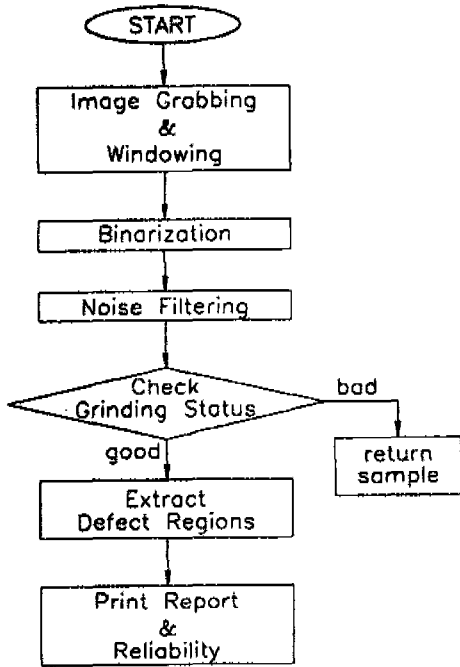 START
Image Grabbing
&
Windowing
Binarization
Noise Filtering
Check
Grinding Status
bad
good
return
sample
Extract
Defect Regions
Print Report
&
Reliability